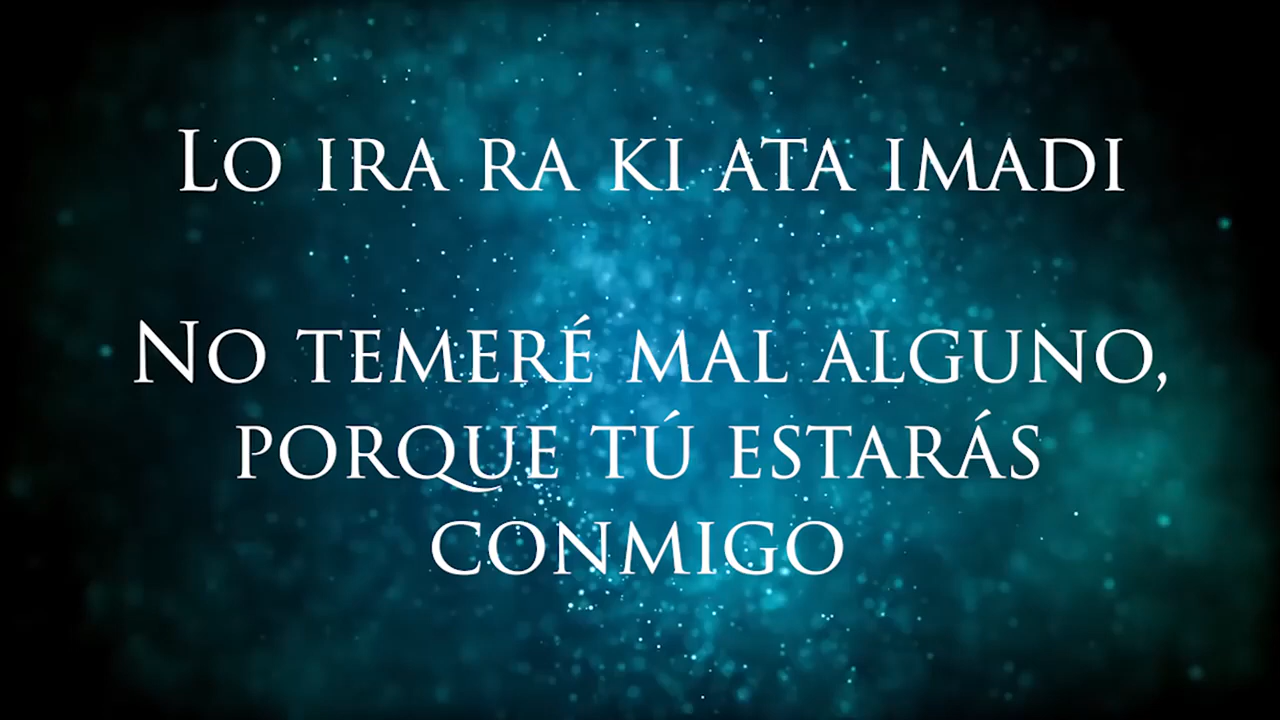 Lo ira ra ki ata imadi
No temeré mal alguno,
porque tú estarás
conmigo